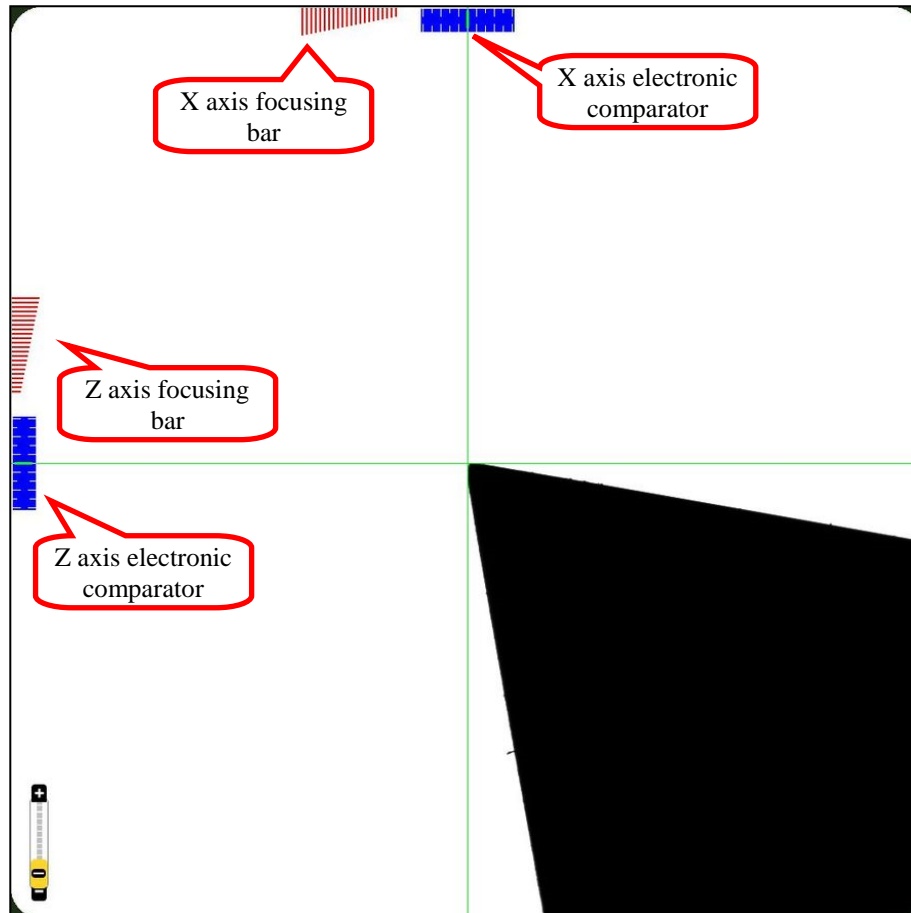 X axis focusing
bar
X axis electronic
comparator
Z axis focusing
bar
Z axis electronic
comparator